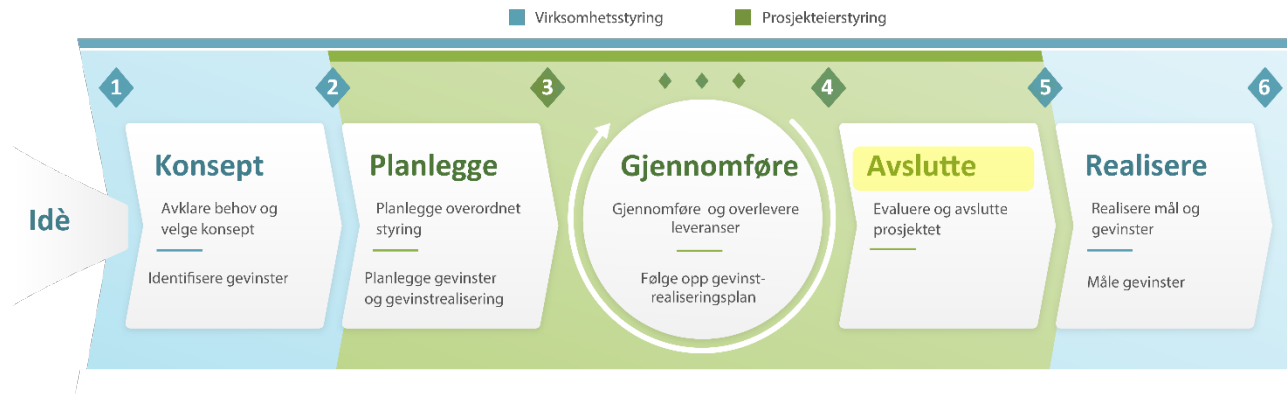 Virksomhetsstyring
Prosjekteierstyring
1
2
3
4
5
6
Idè
Konsept
Avklare behov og
velge konsept
Identifisere gevinster
Planlegge
Planlegge overordnet
styring
Planlegge gevinster
og gevinstrealisering
Gjennomføre
Gjennomføre og overlevere
leveranser
Følge opp gevinst-
realiseringsplan
Avslutte
Evaluere og avslutte
prosjektet
Realisere
Realisere mål og
gevinster
Måle gevinster